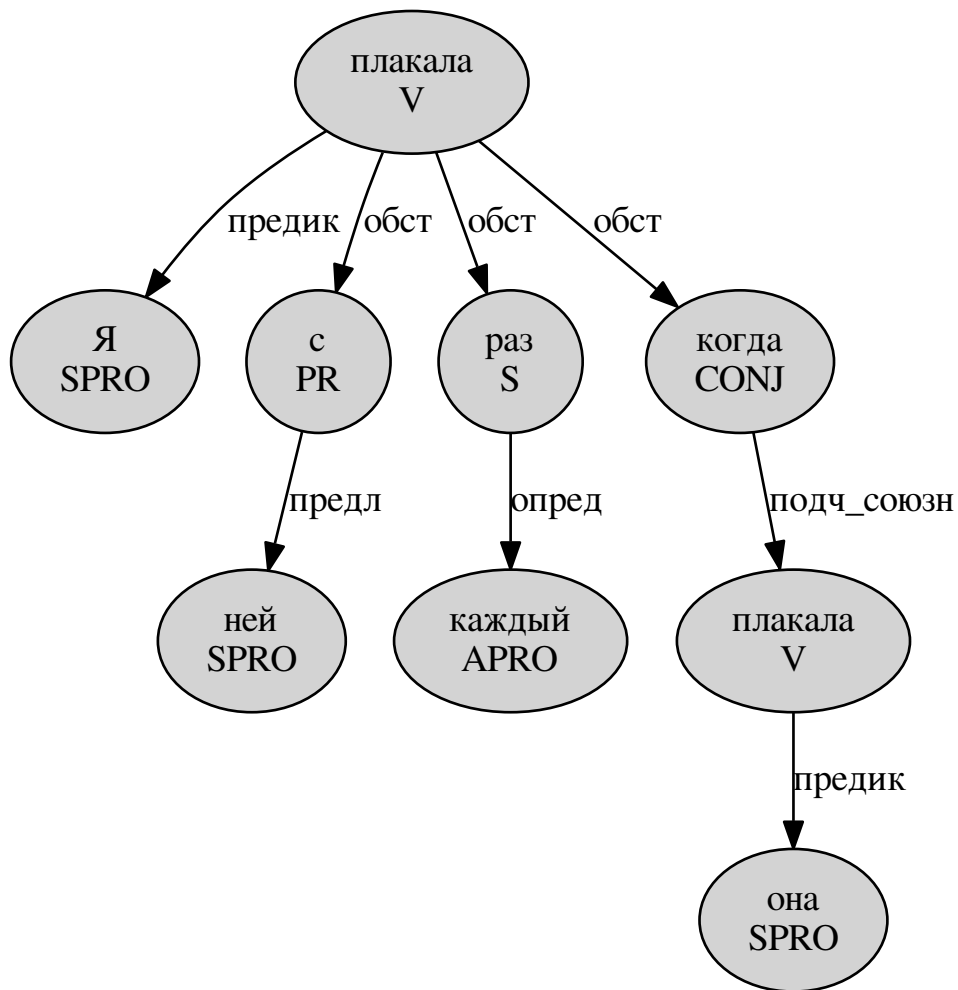 плакала
V
предик
обст
обст
обст
Я
SPRO
с
PR
раз
S
когда
CONJ
предл
опред
подч_союзн
ней
SPRO
каждый
APRO
плакала
V
предик
она
SPRO